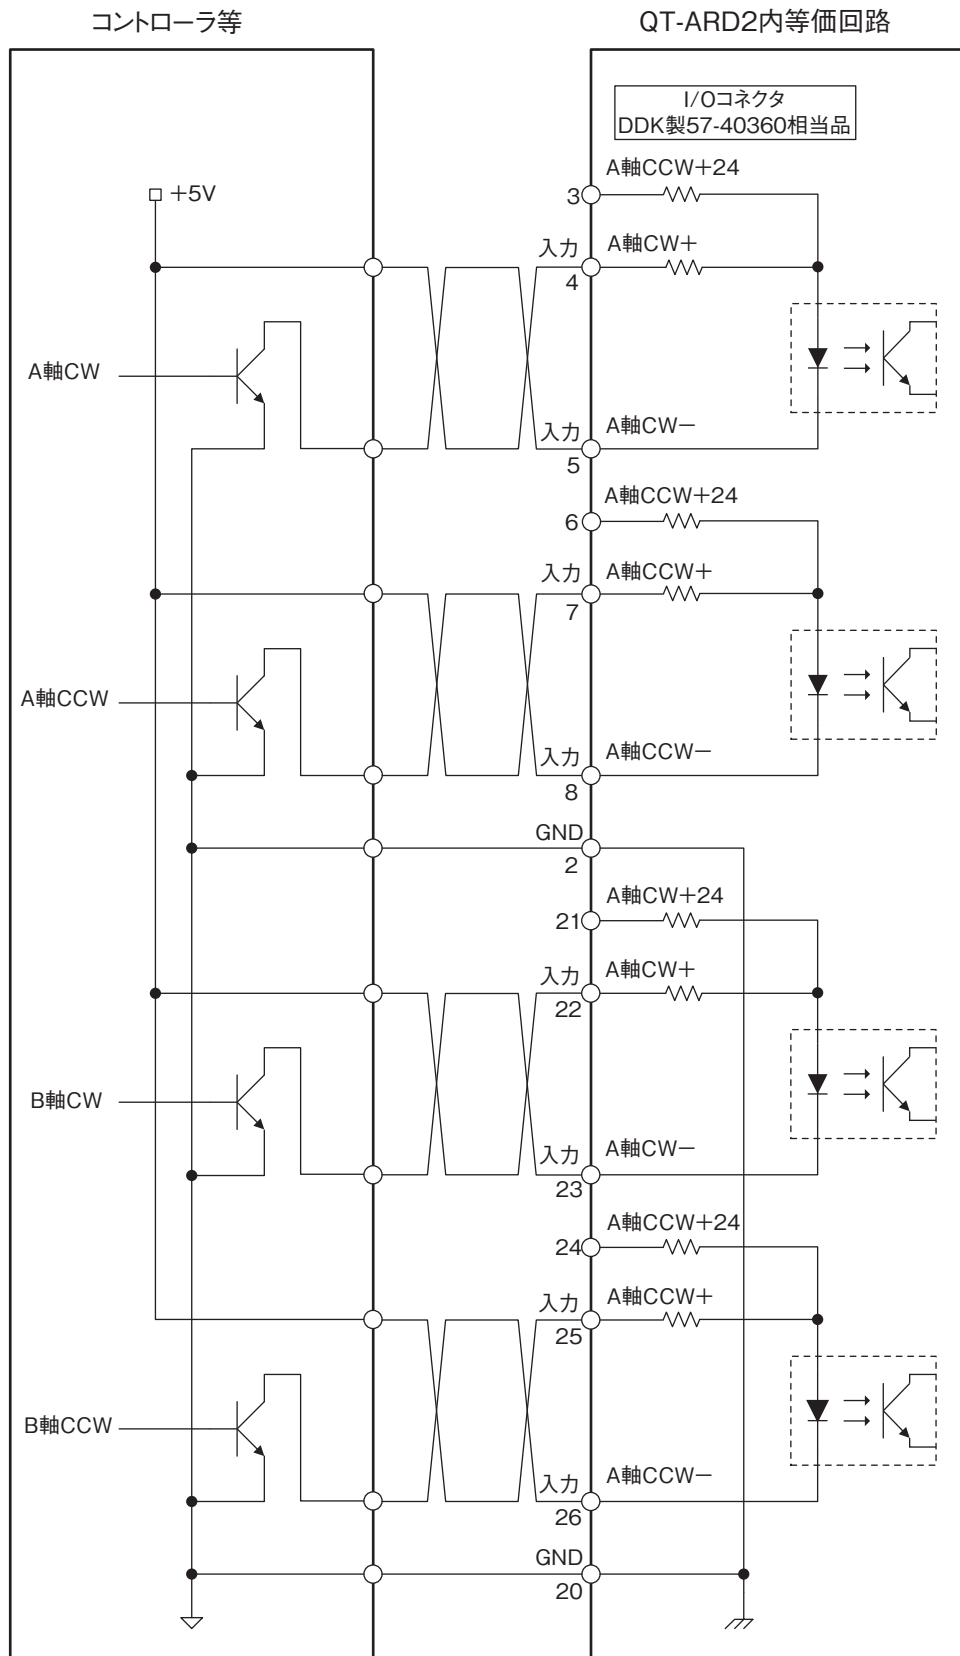 コントローラ等
QT-ARD2内等価回路
I/Oコネクタ
DDK製57-40360相当品
A軸CCW+24
3
+5V
入力
A軸CW+
4
A軸CW
入力
A軸CW−
5
A軸CCW+24
6
入力
A軸CCW+
7
A軸CCW
入力
A軸CCW−
8
GND
2
A軸CW+24
21
入力
A軸CW+
22
B軸CW
入力
A軸CW−
23
A軸CCW+24
24
入力
A軸CCW+
25
B軸CCW
入力
A軸CCW−
26
GND
20